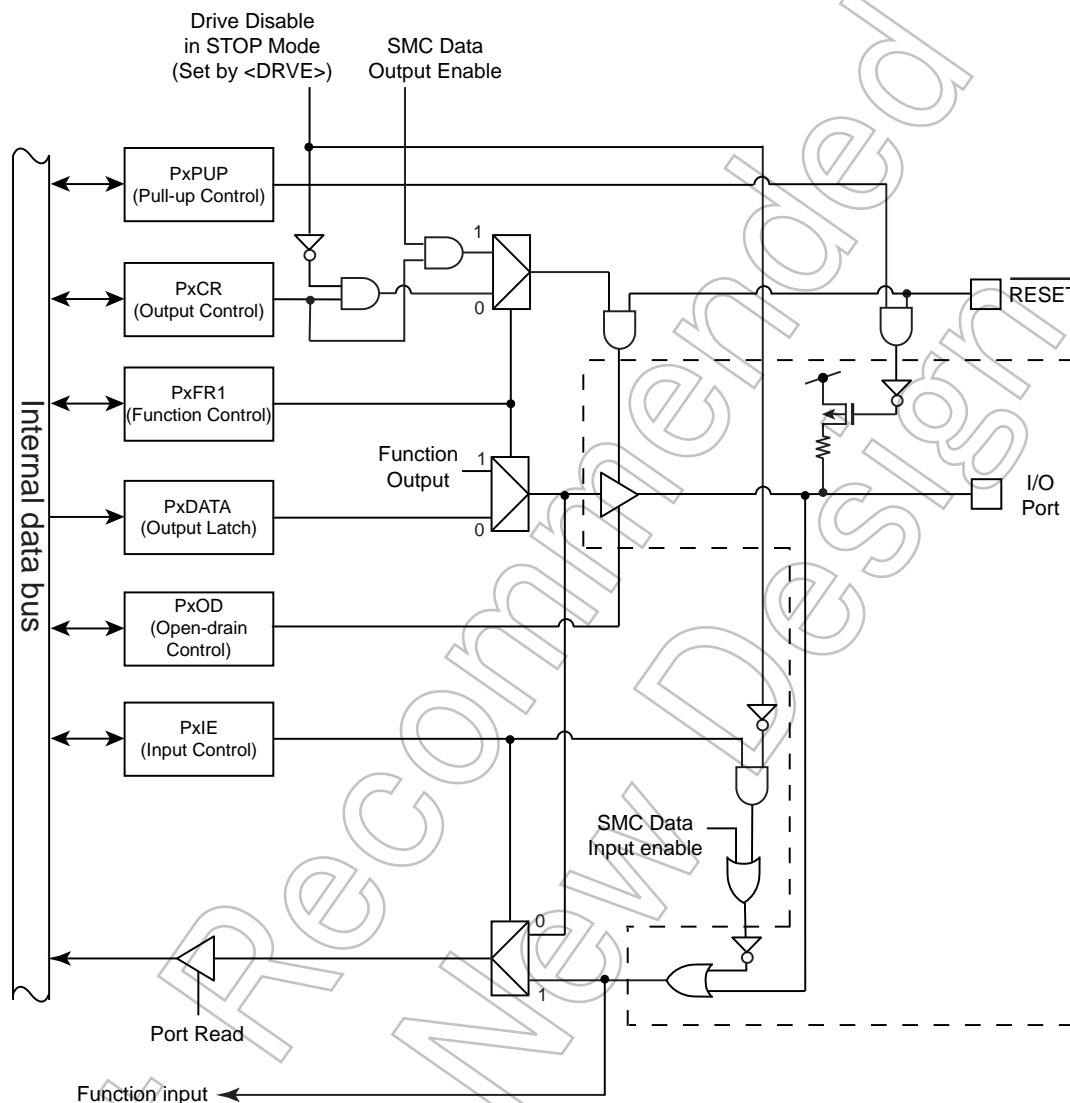 Drive Disable
in STOP Mode
(Set by <DRVE>)
SMC Data
Output Enable
PxPUP
(Pull-up Control)
1
PxCR
(Output Control)
0
RESET
PxFR1
(Function Control)
Internal data bus
Function
Output
1
I/O
Port
PxDATA
(Output Latch)
0
PxOD
(Open-drain
Control)
PxIE
(Input Control)
SMC Data
Input enable
0
1
Port Read
Function input
Recommended
New Design